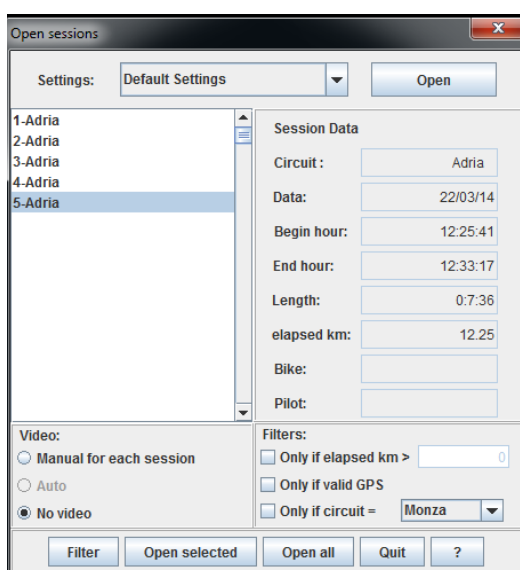 Open sessions
x
Settings: Default Settings Open
1-Adria
2-Adria
3-Adria
4-Adria
5-Adria
Session Data
Circuit : Adria
Data: 22/03/14
Begin hour: 12:25:41
End hour: 12:33:17
Length: 0:7:36
elapsed km: 12.25
Bike:
Pilot:
Video:
Manual for each session
Auto
No video
Filters:
Only if elapsed km > 0
Only if valid GPS
Only if circuit = Monza
Filter Open selected Open all Quit ?